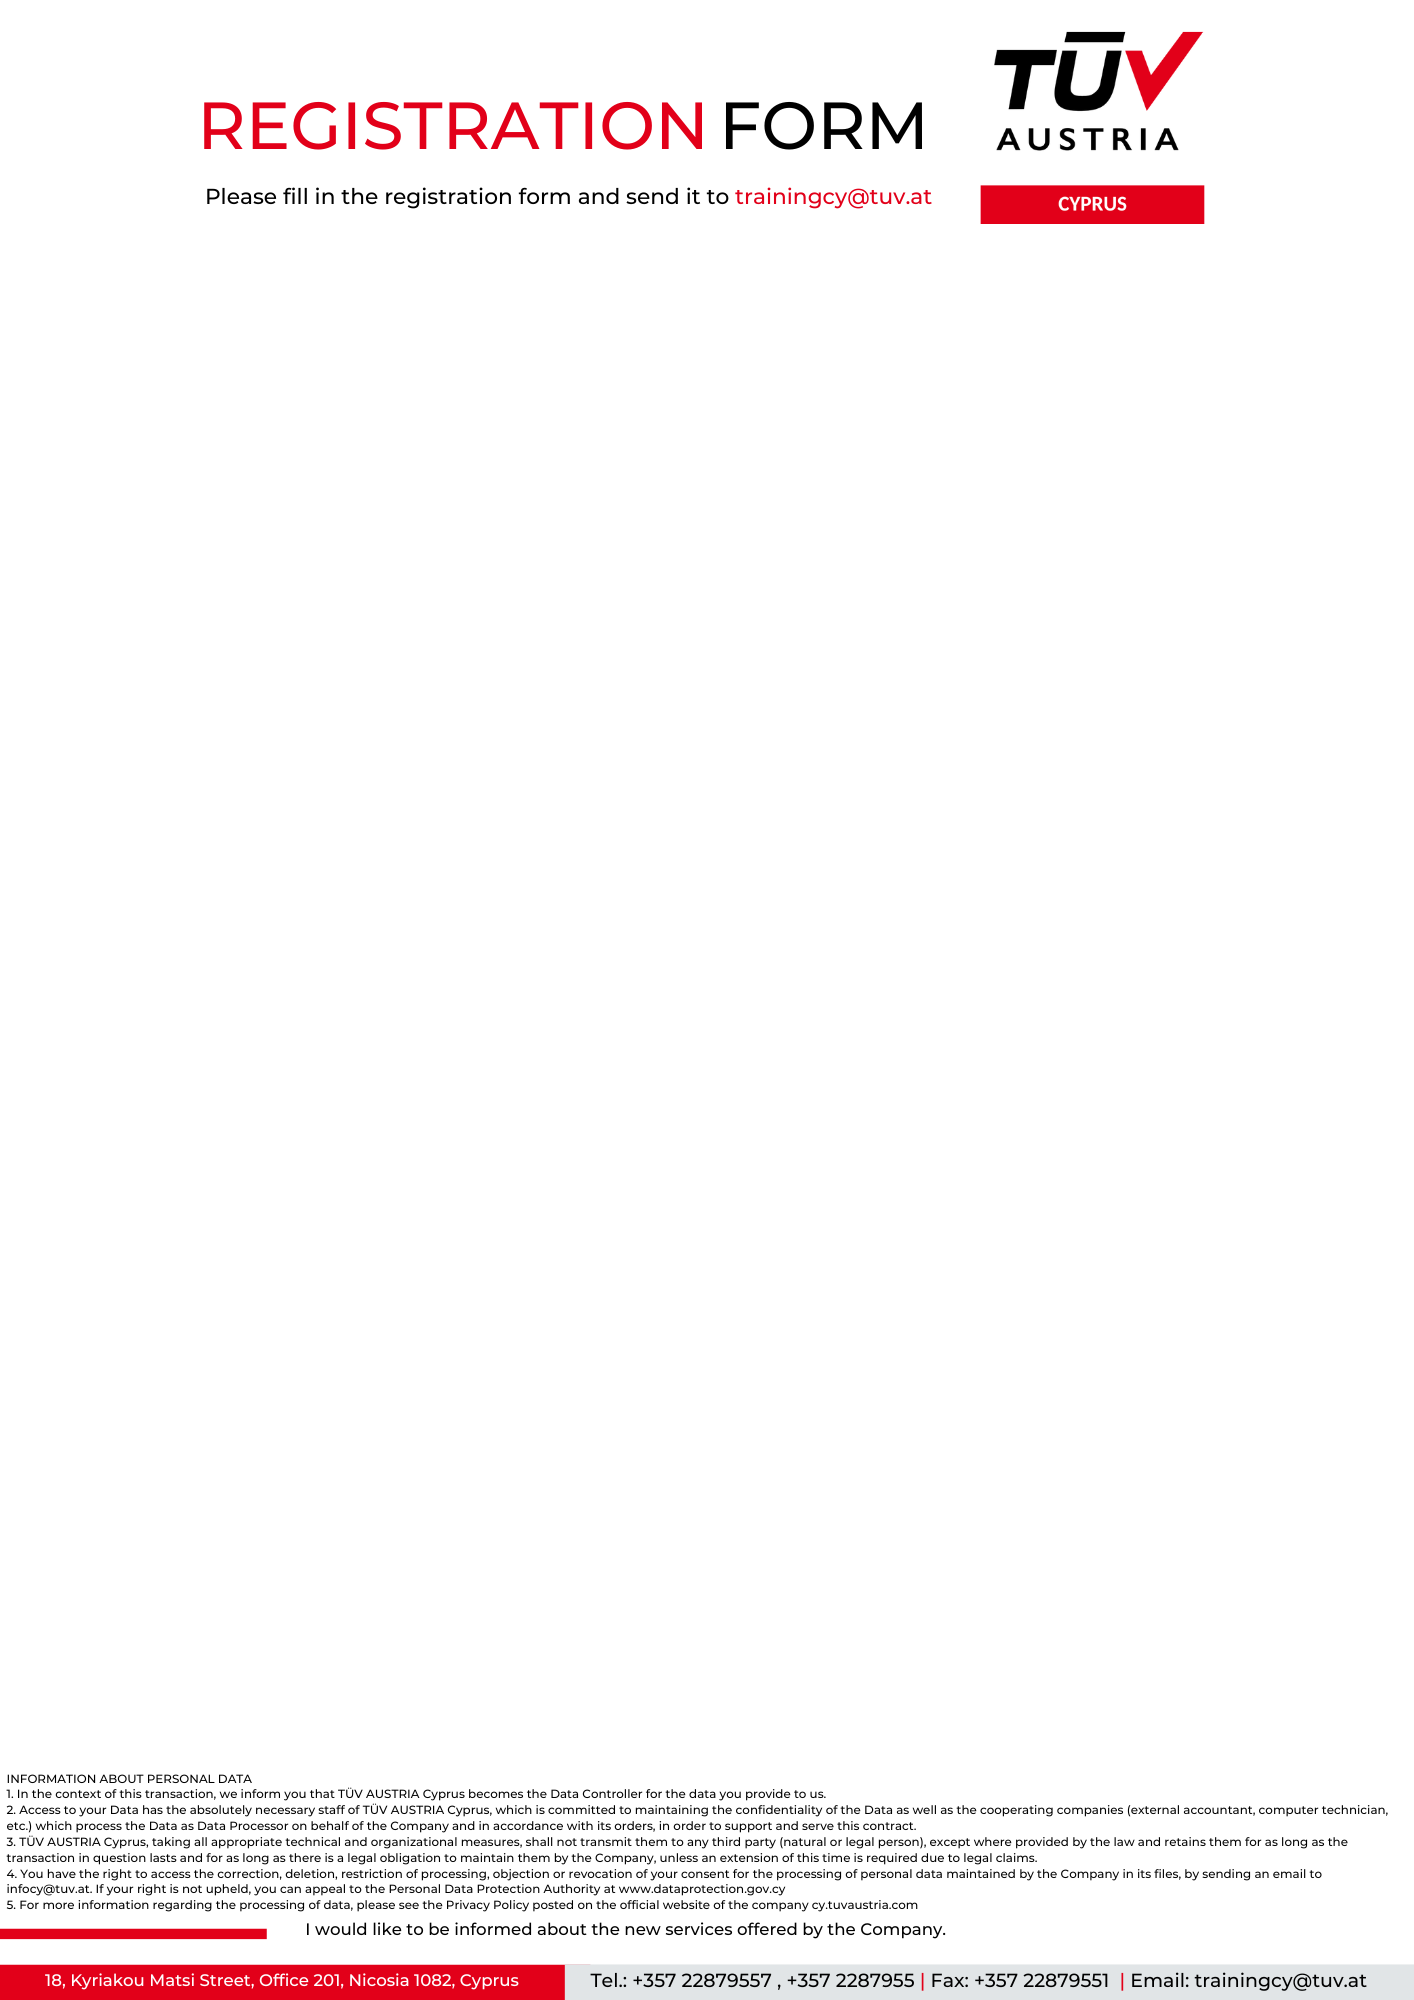 TÜV
AUSTRIA
REGISTRATION FORM
Please fill in the registration form and send it to trainingcy@tuv.at
CYPRUS
INFORMATION ABOUT PERSONAL DATA
1. In the context of this transaction, we inform you that TÜV AUSTRIA Cyprus becomes the Data Controller for the data you provide to us.
2. Access to your Data has the absolutely necessary staff of TÜV AUSTRIA Cyprus, which is committed to maintaining the confidentiality of the Data as well as the cooperating companies (external accountant, computer technician,
etc.) which process the Data as Data Processor on behalf of the Company and in accordance with its orders, in order to support and serve this contract.
3. TÜV AUSTRIA Cyprus, taking all appropriate technical and organizational measures, shall not transmit them to any third party (natural or legal person), except where provided by the law and retains them for as long as the
transaction in question lasts and for as long as there is a legal obligation to maintain them by the Company, unless an extension of this time is required due to legal claims.
4. You have the right to access the correction, deletion, restriction of processing, objection or revocation of your consent for the processing of personal data maintained by the Company in its files, by sending an email to
infocy@tuv.at. If your right is not upheld, you can appeal to the Personal Data Protection Authority at www.dataprotection.gov.cy
5. For more information regarding the processing of data, please see the Privacy Policy posted on the official website of the company cy.tuvaustria.com
I would like to be informed about the new services offered by the Company.
18, Kyriakou Matsi Street, Office 201, Nicosia 1082, Cyprus
Tel.: +357 22879557 , +357 2287955 | Fax: +357 22879551 | Email: trainingcy@tuv.at